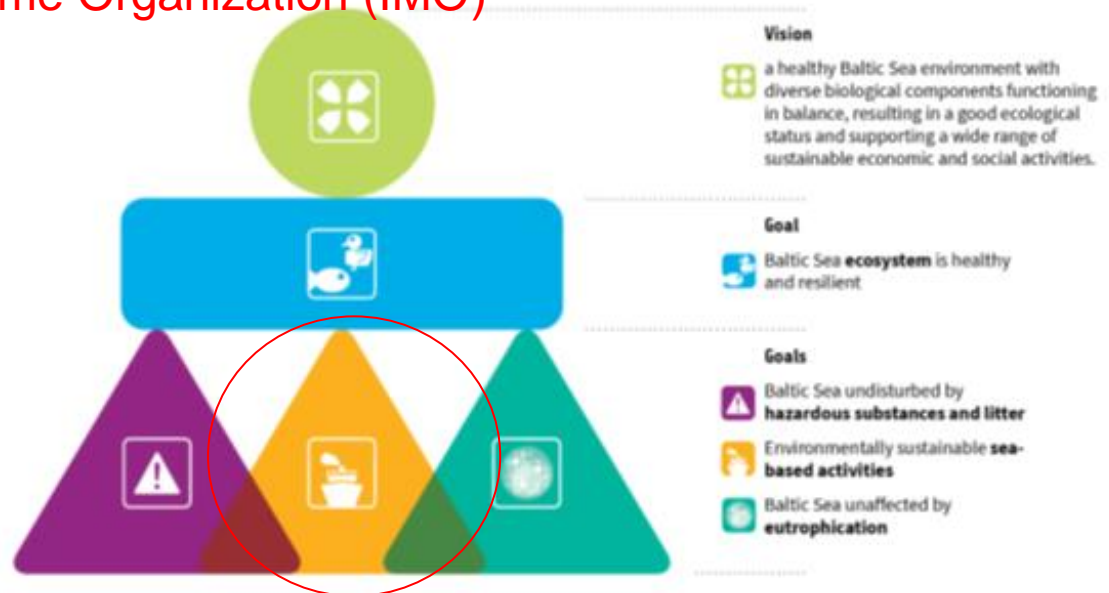 Organization (IMO)
Vision
a healthy Baltic Sea environment with
diverse biological components functioning
in balance, resulting in a good ecological
status and supporting a wide range of
sustainable economic and social activities.
Goal
Baltic Sea ecosystem is healthy
and resilient
Goals
Baltic Sea undisturbed by
hazardous substances and litter
Environmentally sustainable sea-
based activities
Baltic Sea unaffected by
eutrophication